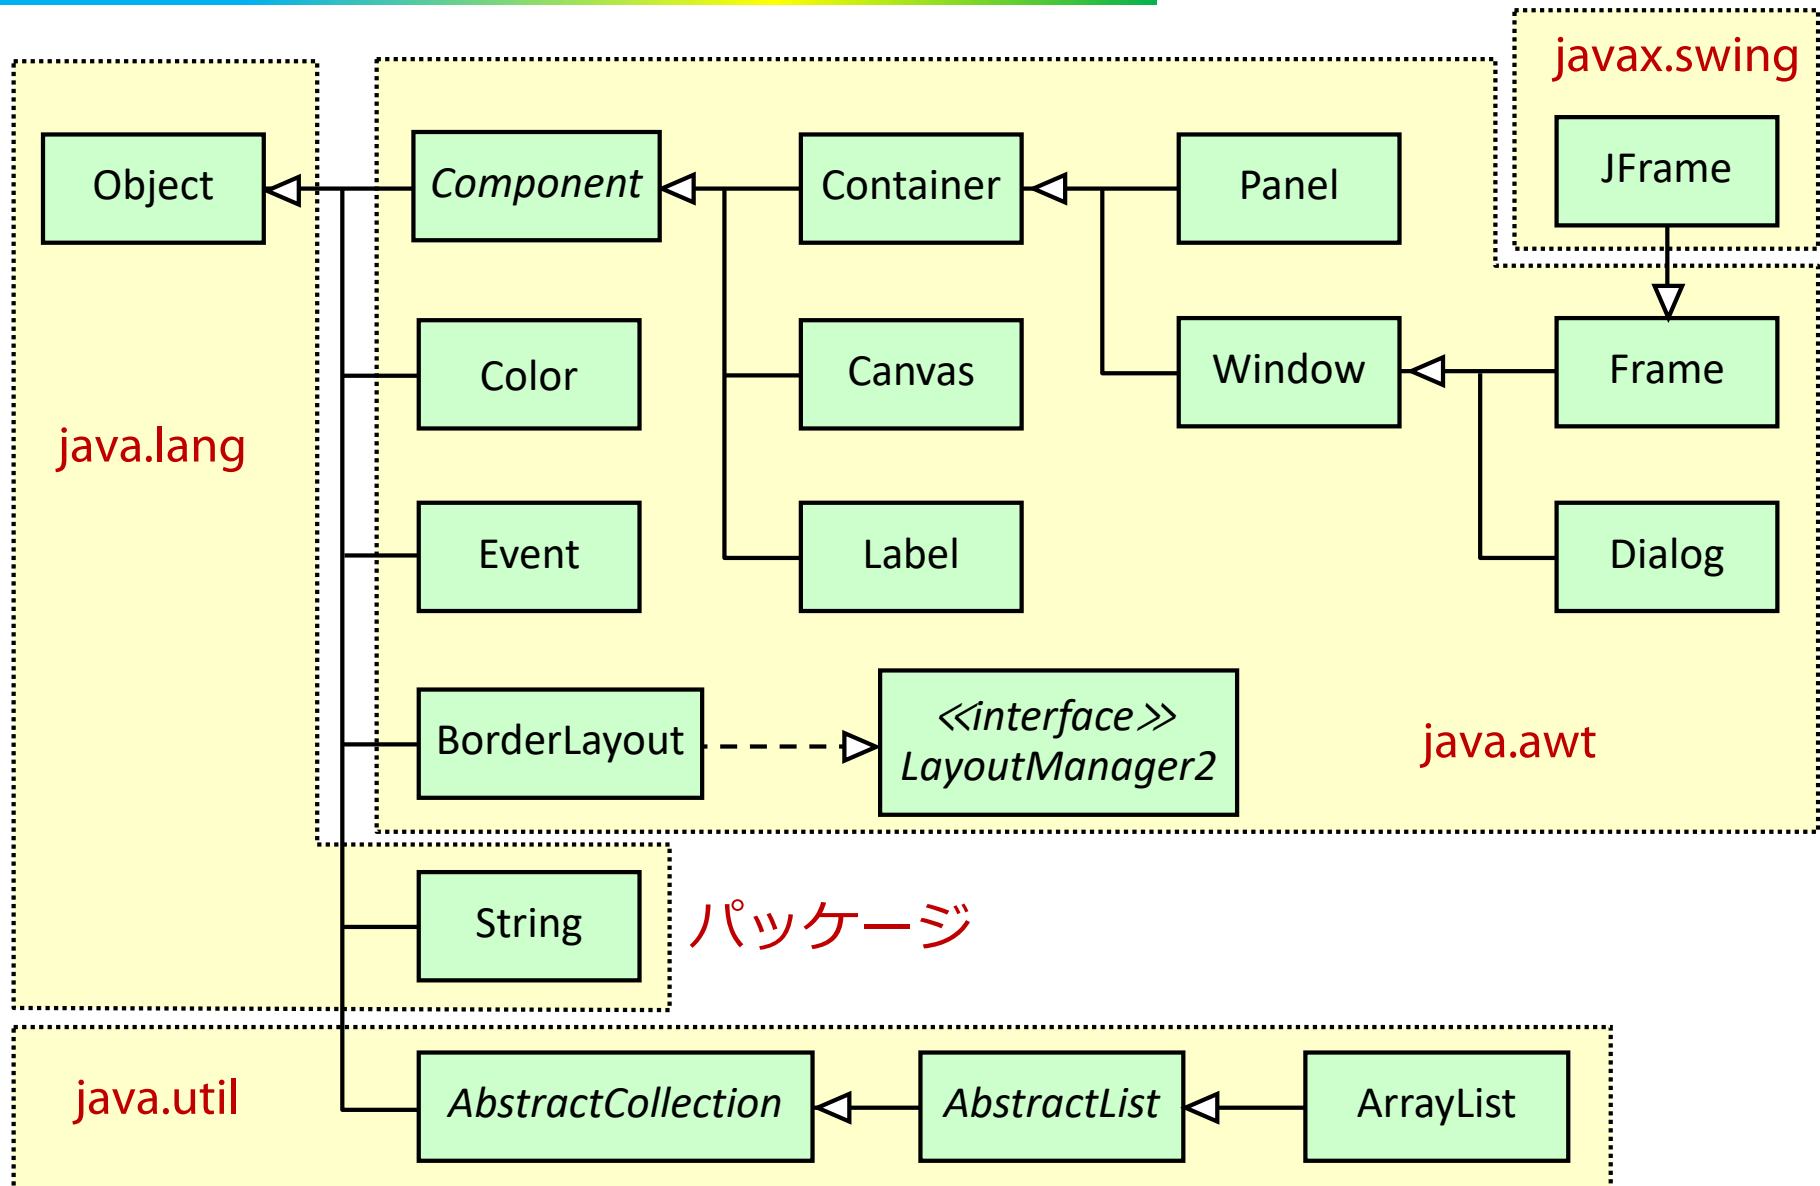 javax.swing
Object
Component
Container
Panel
JFrame
Color
Canvas
Window
Frame
java.lang
Event
Label
Dialog
BorderLayout
≪interface≫
LayoutManager2
java.awt
String
パッケージ
java.util
AbstractCollection
AbstractList
ArrayList